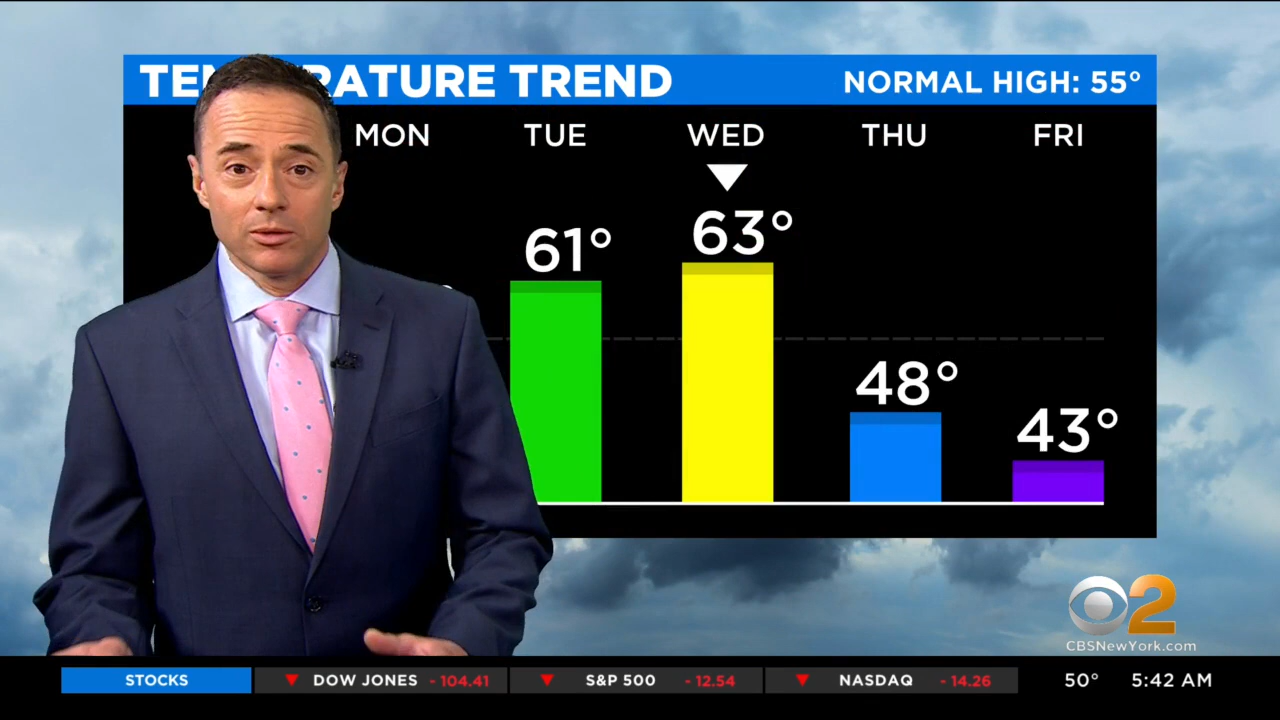 TE RATURE TREND
NORMAL HIGH: 55°
MON TUE WED THU FRI
61° 63° 48° 43°
2
CBSNewYork.com
STOCKS ▼ DOW JONES - 104.41 ▼ S&P 500 - 12.54 ▼ NASDAQ - 14.26 50° 5:42 AM